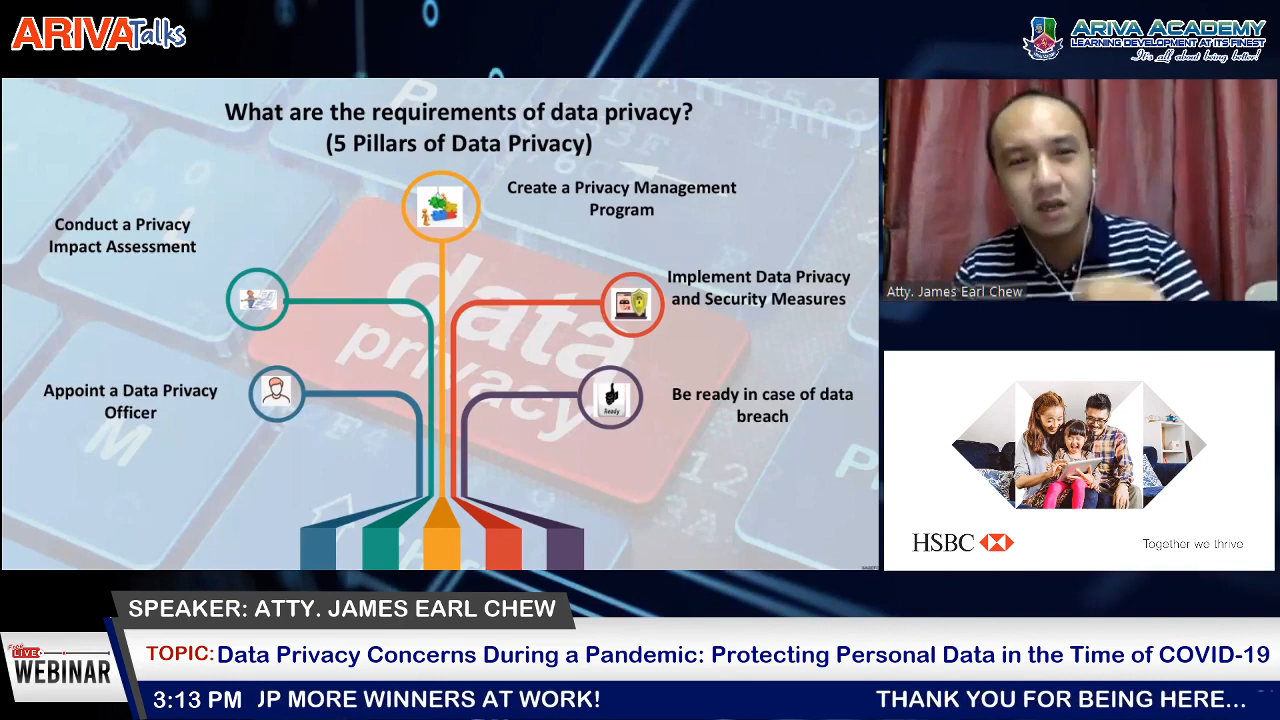 ARIVATalks
ARIVA ACADEMY
LEARNING DEVELOPMENT AT ITS FINEST
It's all about being better!
What are the requirements of data privacy?
(5 Pillars of Data Privacy)
Create a Privacy Management
Program
Conduct a Privacy
Impact Assessment
Implement Data Privacy
and Security Measures
Appoint a Data Privacy
Officer
Ready
Be ready in case of data
breach
data
privacy
Atty. James Earl Chew
HSBC
Together we thrive
SPEAKER: ATTY. JAMES EARL CHEW
Free
LIVE
WEBINAR
TOPIC: Data Privacy Concerns During a Pandemic: Protecting Personal Data in the Time of COVID-19
3:13 PM
JP MORE WINNERS AT WORK!
THANK YOU FOR BEING HERE...